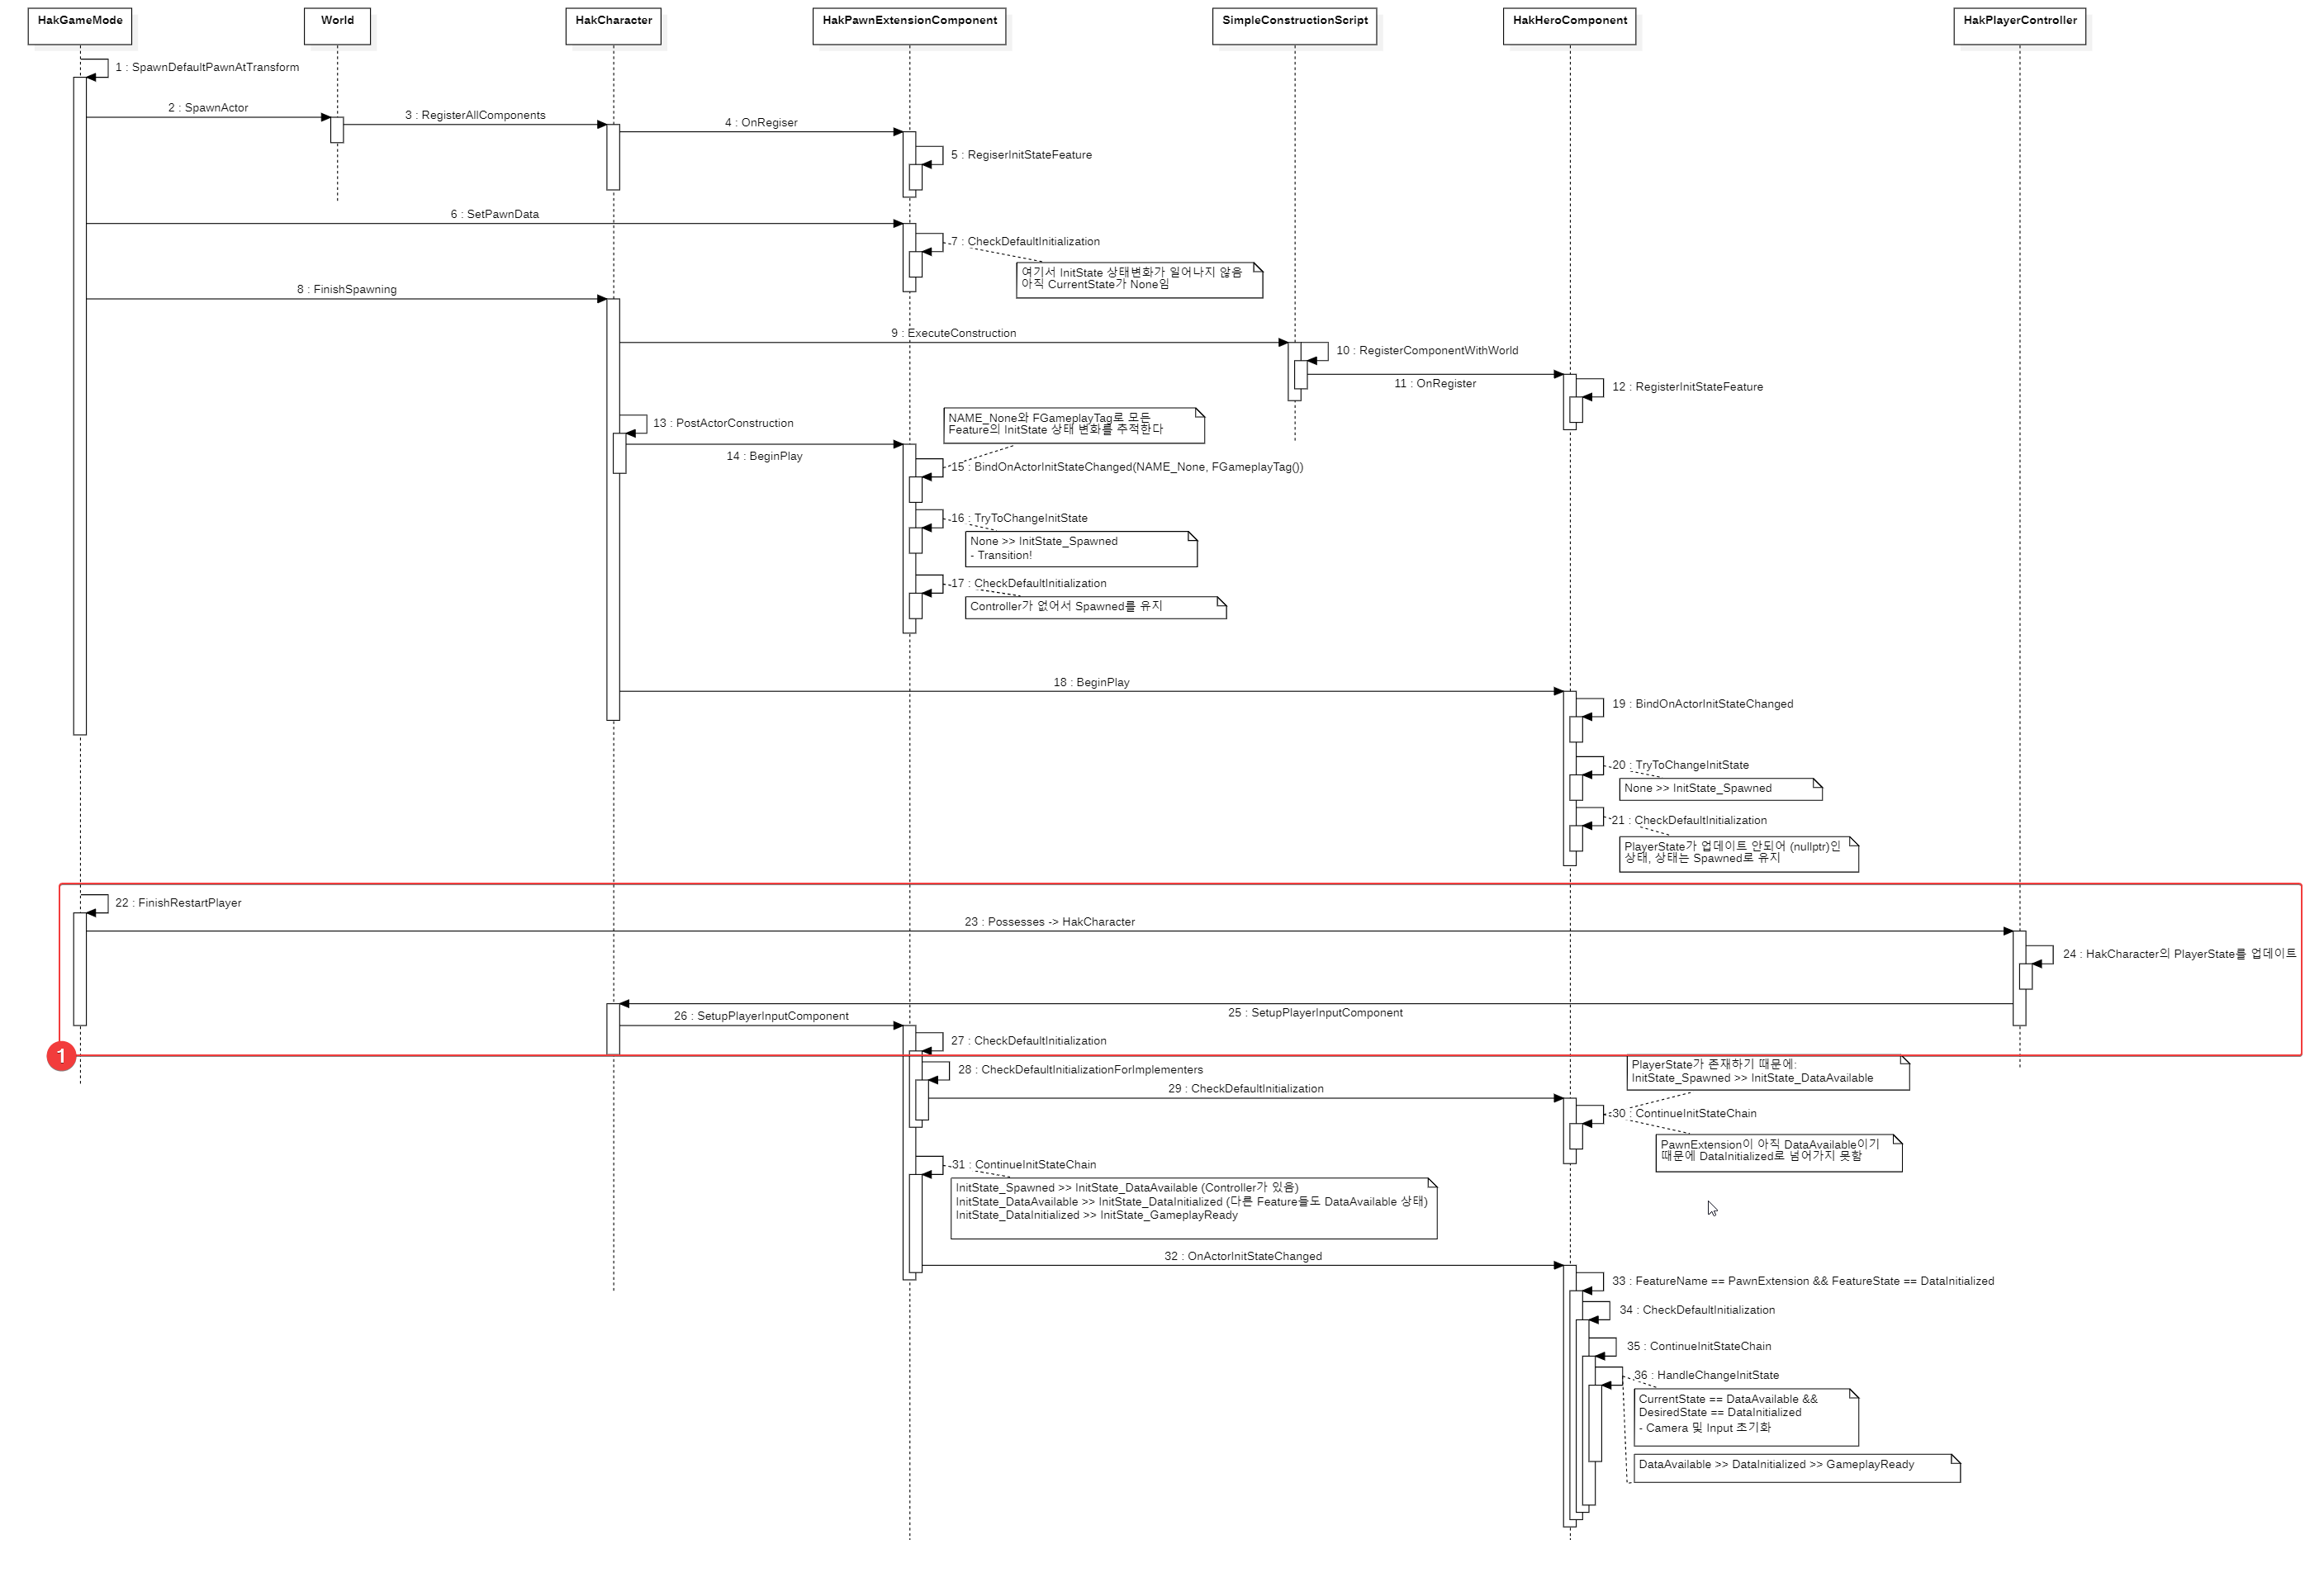 HakGameMode
World
HakCharacter
HakPawnExtensionComponent
SimpleConstructionScript
HakHeroComponent
HakPlayerController
1 : SpawnDefaultPawnAtTransform
2 : SpawnActor
3 : RegisterAllComponents
4 : OnRegiser
5 : RegiserInitStateFeature
6 : SetPawnData
7 : CheckDefaultInitialization
여기서 InitState 상태변화가 일어나지 않음
아직 CurrentState가 None임
8 : FinishSpawning
9 : ExecuteConstruction
10 : RegisterComponentWithWorld
11 : OnRegister
12 : RegisterInitStateFeature
13 : PostActorConstruction
NAME_None와 FGameplayTag로 모든
Feature의 InitState 상태 변화를 추적한다
14 : BeginPlay
15 : BindOnActorInitStateChanged(NAME_None, FGameplayTag())
16 : TryToChangeInitState
None >> InitState_Spawned
- Transition!
17 : CheckDefaultInitialization
Controller가 없어서 Spawned를 유지
18 : BeginPlay
19 : BindOnActorInitStateChanged
20 : TryToChangeInitState
None >> InitState_Spawned
21 : CheckDefaultInitialization
PlayerState가 업데이트 안되어 (nullptr)인
상태, 상태는 Spawned로 유지
22 : FinishRestartPlayer
23 : Possesses -> HakCharacter
24 : HakCharacter의 PlayerState를 업데이트
25 : SetupPlayerInputComponent
26 : SetupPlayerInputComponent
27 : CheckDefaultInitialization
1
28 : CheckDefaultInitializationForImplementers
29 : CheckDefaultInitialization
PlayerState가 존재하기 때문에:
InitState_Spawned >> InitState_DataAvailable
30 : ContinueInitStateChain
PawnExtension이 아직 DataAvailable이기
때문에 DataInitialized로 넘어가지 못함
31 : ContinueInitStateChain
InitState_Spawned >> InitState_DataAvailable (Controller가 있음)
InitState_DataAvailable >> InitState_DataInitialized (다른 Feature들도 DataAvailable 상태)
InitState_DataInitialized >> InitState_GameplayReady
32 : OnActorInitStateChanged
33 : FeatureName == PawnExtension && FeatureState == DataInitialized
34 : CheckDefaultInitialization
35 : ContinueInitStateChain
36 : HandleChangeInitState
CurrentState == DataAvailable &&
DesiredState == DataInitialized
- Camera 및 Input 초기화
DataAvailable >> DataInitialized >> GameplayReady